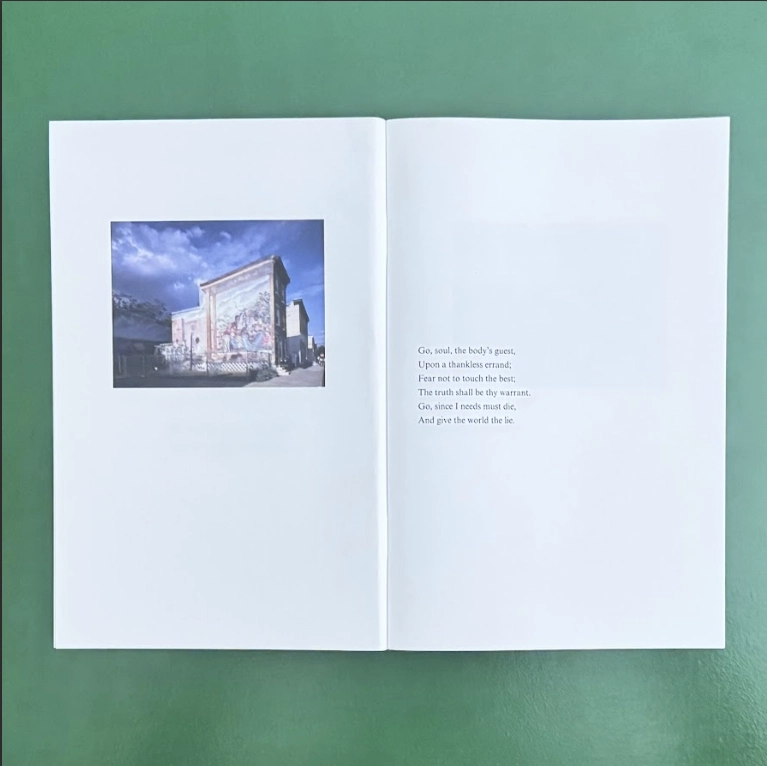 Go, soul, the body's guest,
Upon a thankless errand;
Fear not to touch the best;
The truth shall be thy warrant.
Go, since I needs must die,
And give the world the lie.